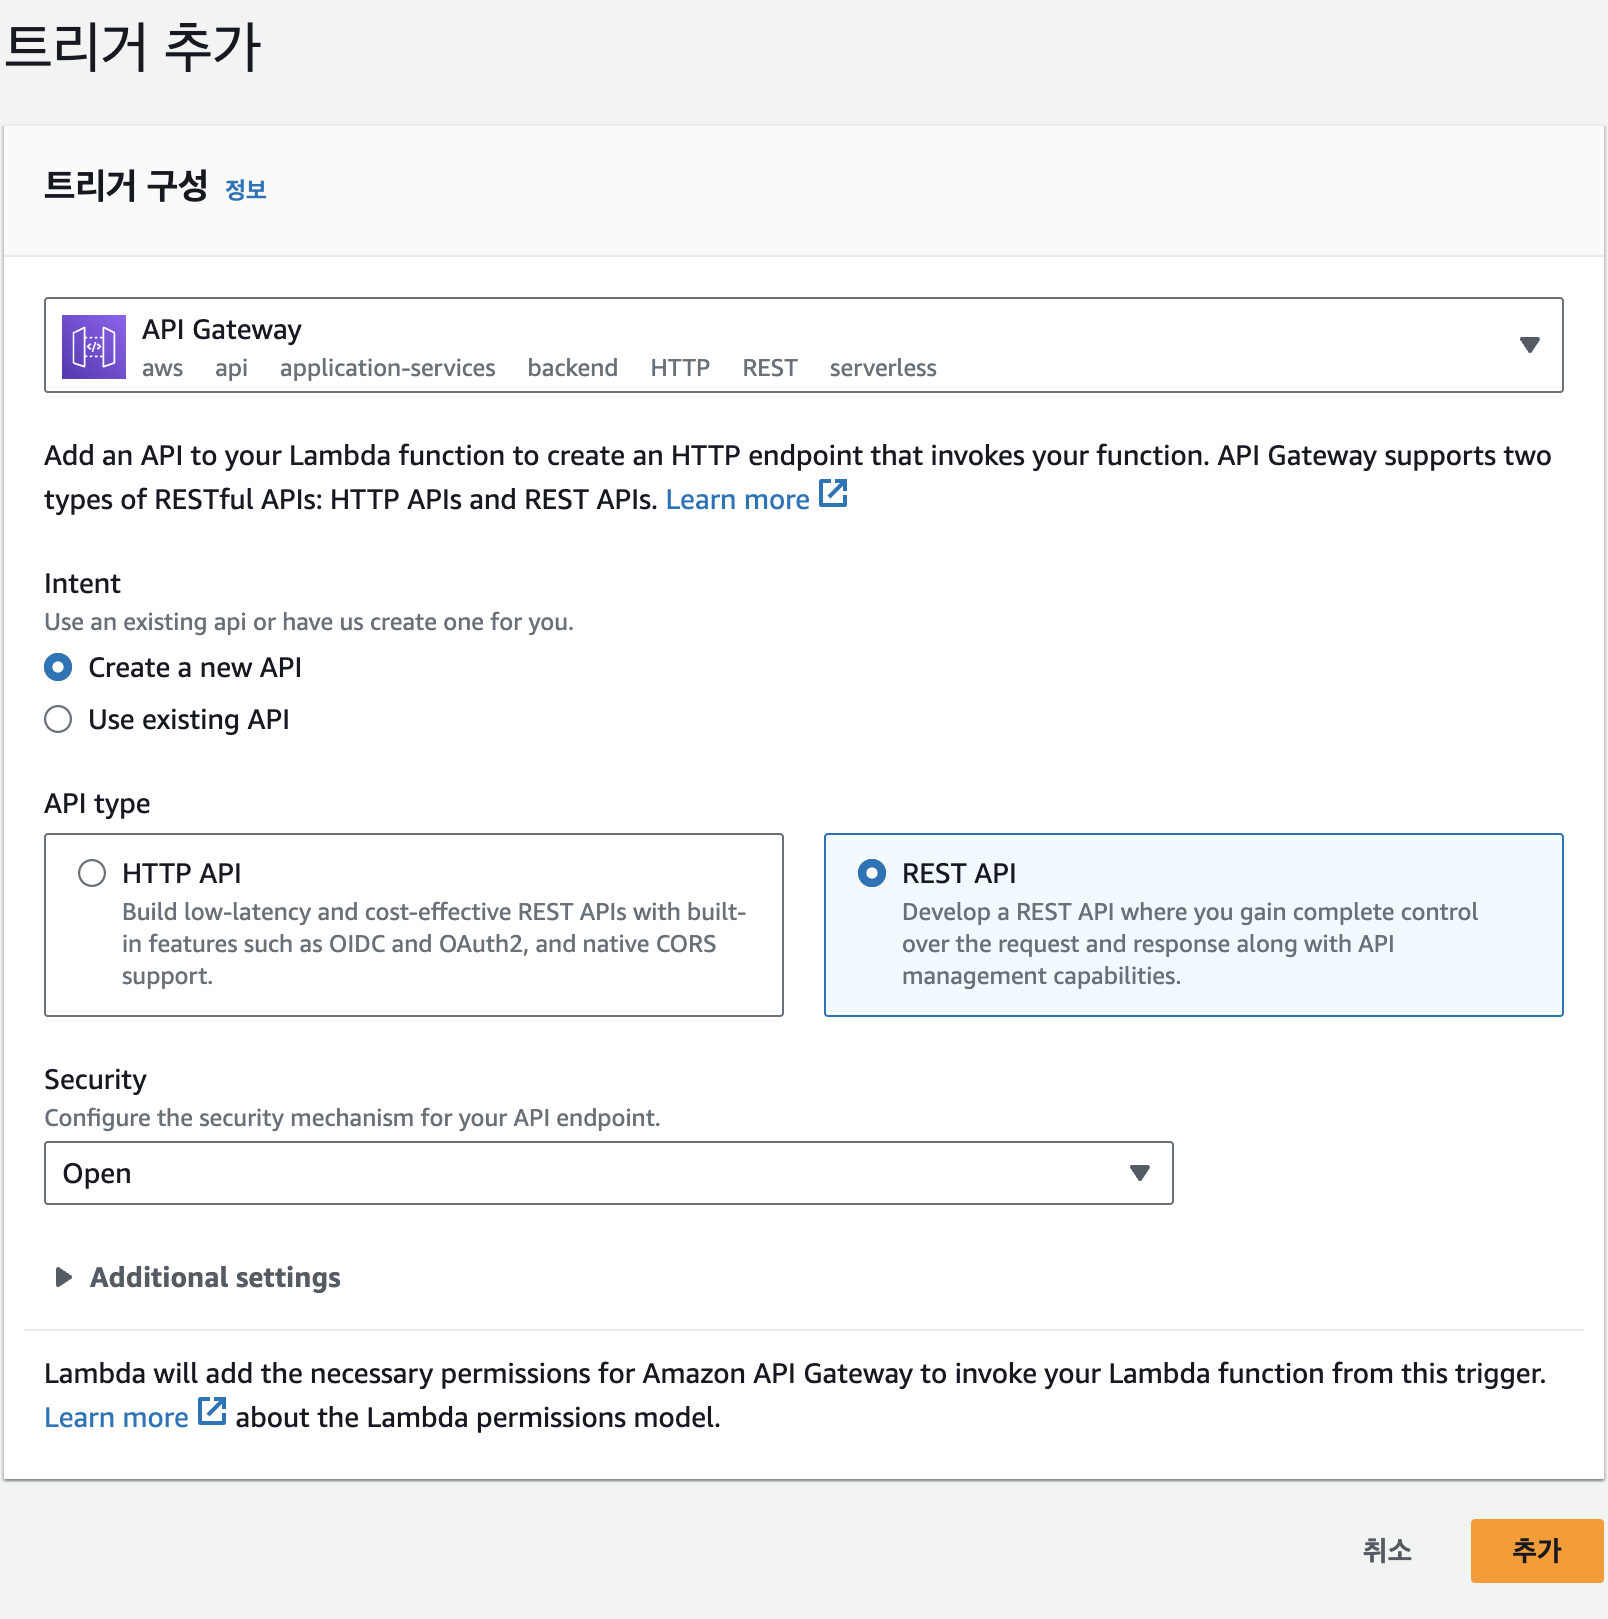 트리거 추가
트리거 구성 정보
API Gateway
aws api application-services backend HTTP REST serverless
Add an API to your Lambda function to create an HTTP endpoint that invokes your function. API Gateway supports two
types of RESTful APIs: HTTP APIs and REST APIs. Learn more
Intent
Use an existing api or have us create one for you.
Create a new API
Use existing API
API type
HTTP API
Build low-latency and cost-effective REST APIs with built-
in features such as OIDC and OAuth2, and native CORS
support.
REST API
Develop a REST API where you gain complete control
over the request and response along with API
management capabilities.
Security
Configure the security mechanism for your API endpoint.
Open
Additional settings
Lambda will add the necessary permissions for Amazon API Gateway to invoke your Lambda function from this trigger.
Learn more about the Lambda permissions model.
취소 추가